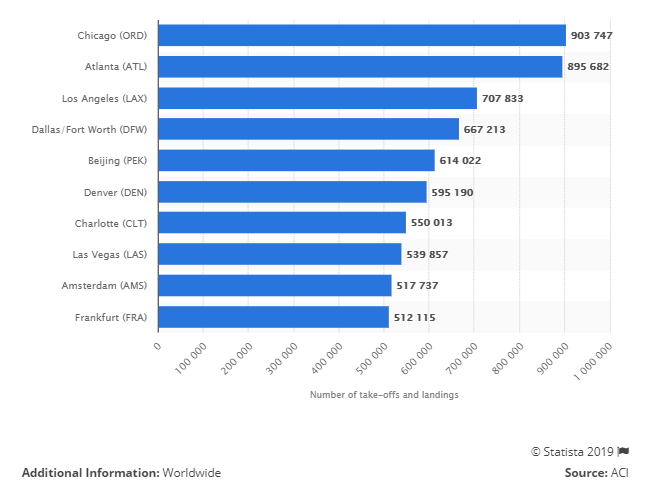 Chicago (ORD) 903 747
Atlanta (ATL) 895 682
Los Angeles (LAX) 707 833
Dallas/Fort Worth (DFW) 667 213
Beijing (PEK) 614 022
Denver (DEN) 595 190
Charlotte (CLT) 550 013
Las Vegas (LAS) 539 857
Amsterdam (AMS) 517 737
Frankfurt (FRA) 512 115
0 100 000 200 000 300 000 400 000 500 000 600 000 700 000 800 000 900 000 1 000 000
Number of take-offs and landings
© Statista 2019
Additional Information: Worldwide Source: ACI